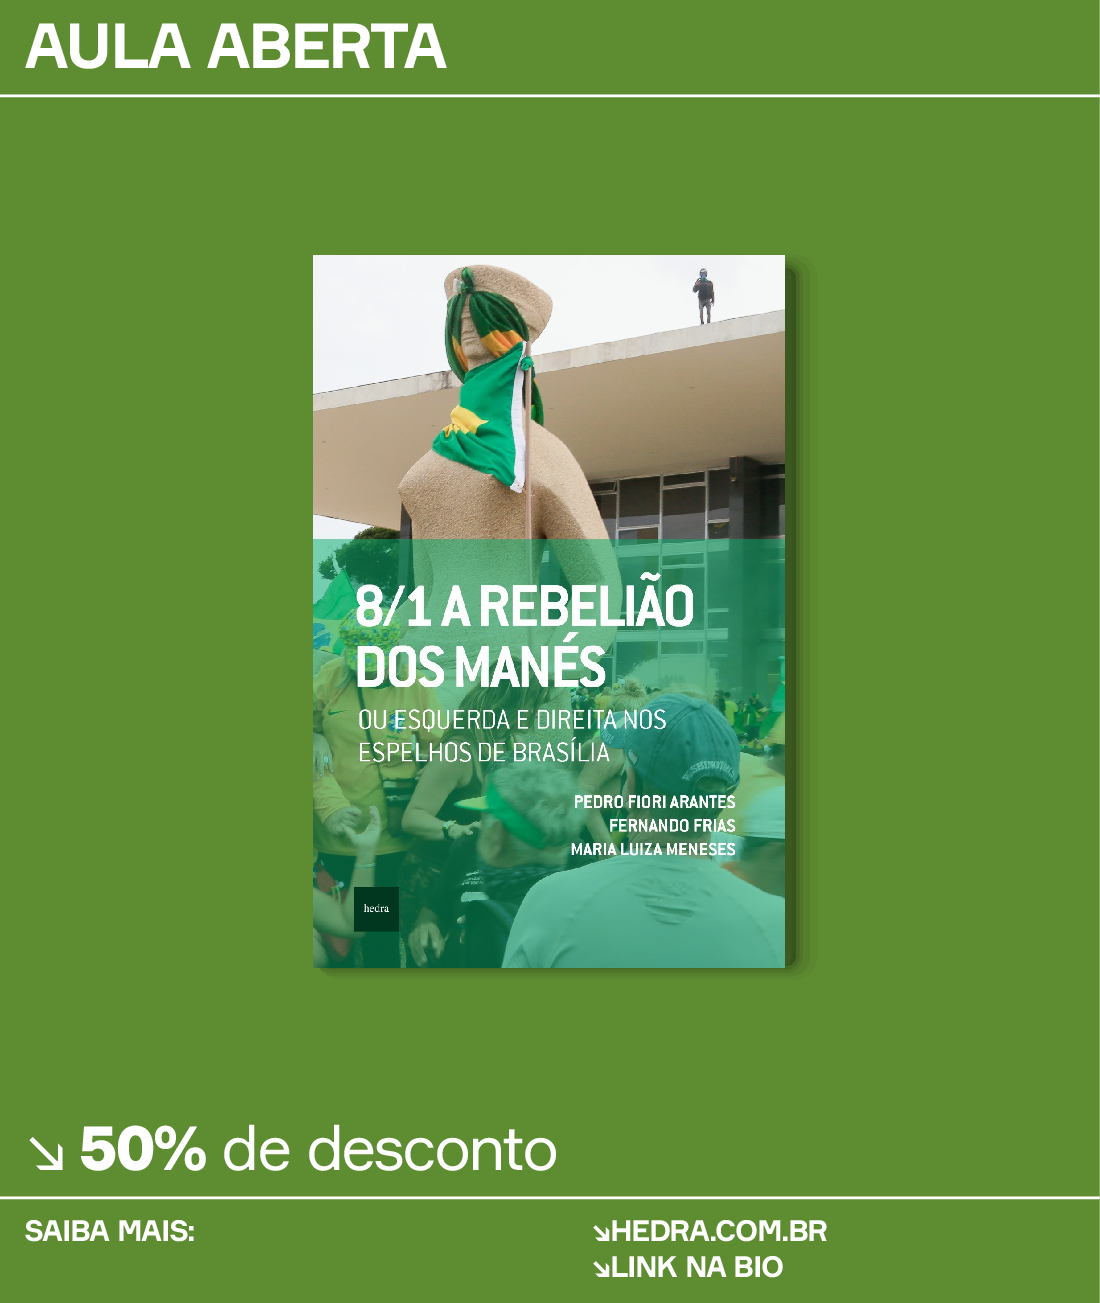 AULA ABERTA
8/1 A REBELIÃO
DOS MANÉS
OU ESQUERDA E DIREITA NOS
ESPELHOS DE BRASÍLIA
PEDRO FIORI ARANTES
FERNANDO FRIAS
MARIA LUIZA MENESES
hedra
↘ 50% de desconto
SAIBA MAIS:
↘HEDRA.COM.BR
↘LINK NA BIO